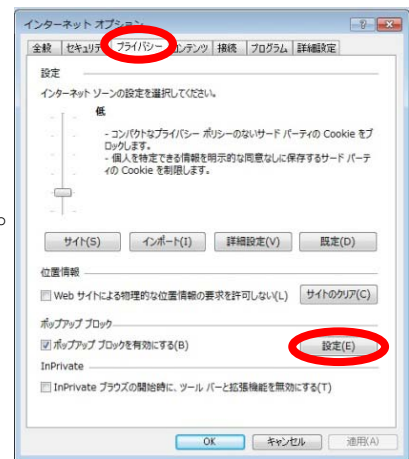 インターネット オプション
全般 セキュリティ プライバシー コンテンツ 接続 プログラム 詳細設定
設定
インターネット ゾーンの設定を選択してください。
低
- コンパクトなプライバシー ポリシーのないサード パーティの Cookie をブ
ロックします。
- 個人を特定できる情報を明示的な同意なしに保存するサード パーテ
ィの Cookie を制限します。
。
サイト(S) インポート(I) 詳細設定(V) 既定(D)
位置情報
Web サイトによる物理的な位置情報の要求を許可しない(L) サイトのクリア(C)
ポップアップ ブロック
ポップアップ ブロックを有効にする(B) 設定(E)
InPrivate
InPrivate ブラウズの開始時に、ツール バーと拡張機能を無効にする(T)
OK キャンセル 適用(A)